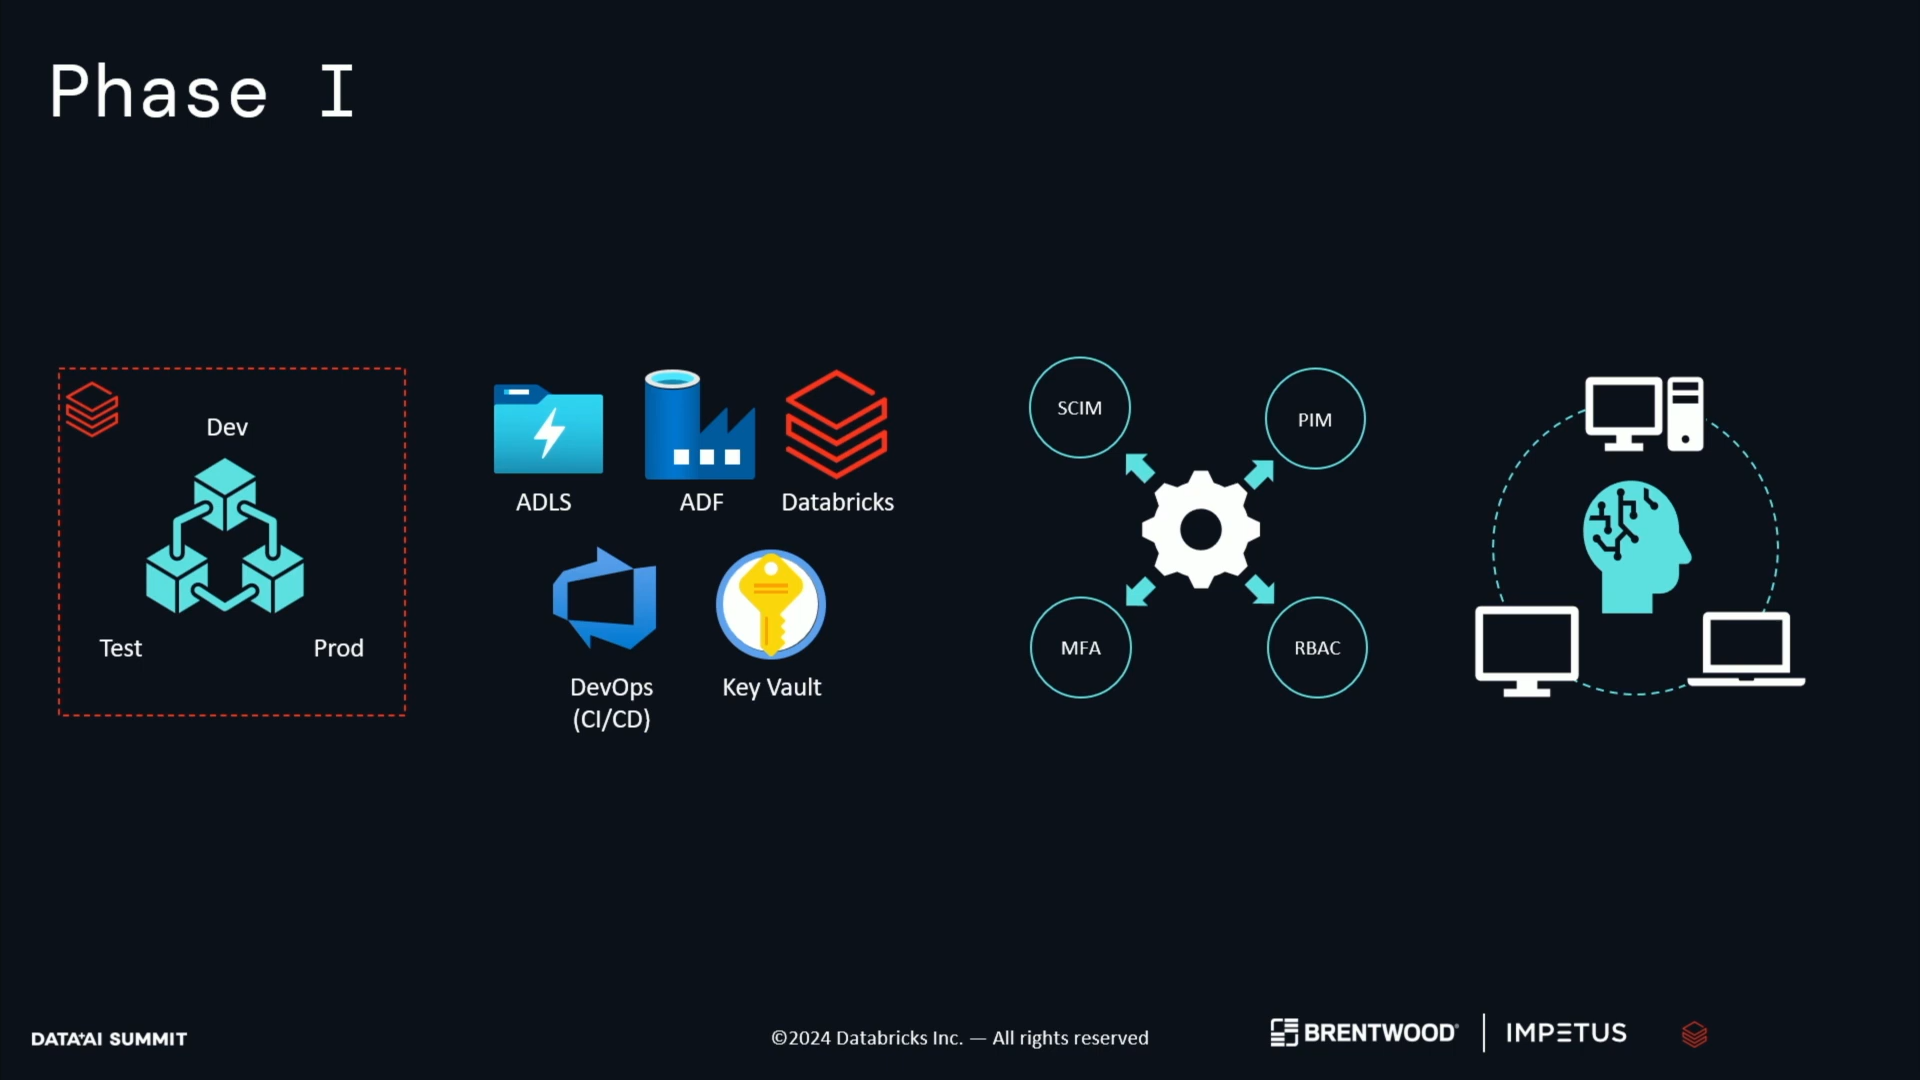 Phase I
Dev
Test
Prod
ADLS
ADF
Databricks
DevOps
(CI/CD)
Key Vault
SCIM
PIM
MFA
RBAC
DATA+AI SUMMIT
©2024 Databricks Inc. — All rights reserved
BRENTWOOD®
IMPETUS